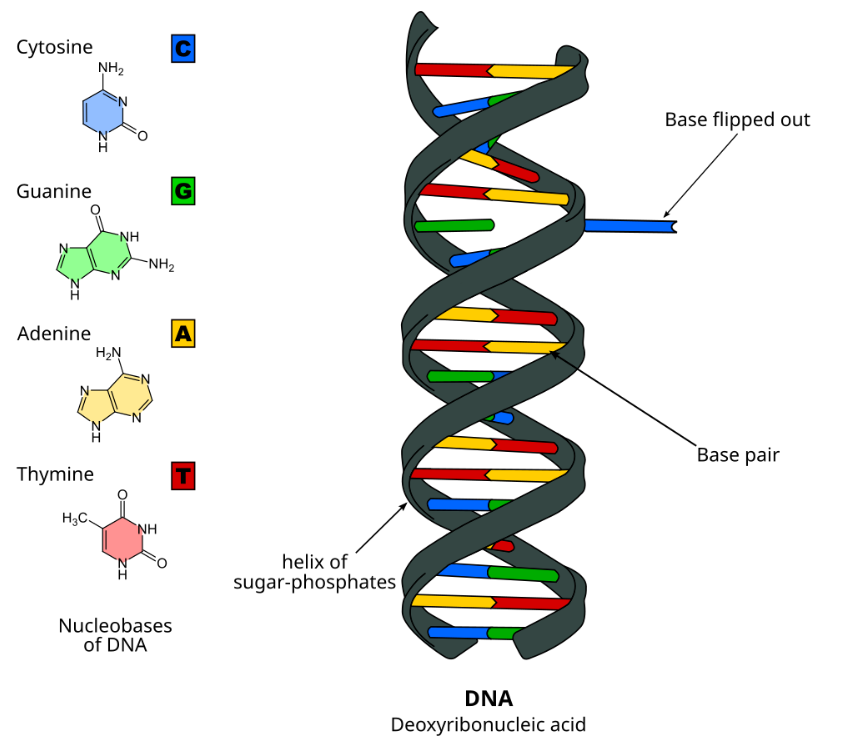 Cytosine C
NH₂
N
N
H
O
Guanine G
O
NH
N
N
N
H
NH₂
Adenine A
H₂N
N
N
N
N
H
Thymine T
O
H₃C
NH
N
H
O
Nucleobases
of DNA
Base flipped out
Base pair
helix of
sugar-phosphates
DNA
Deoxyribonucleic acid